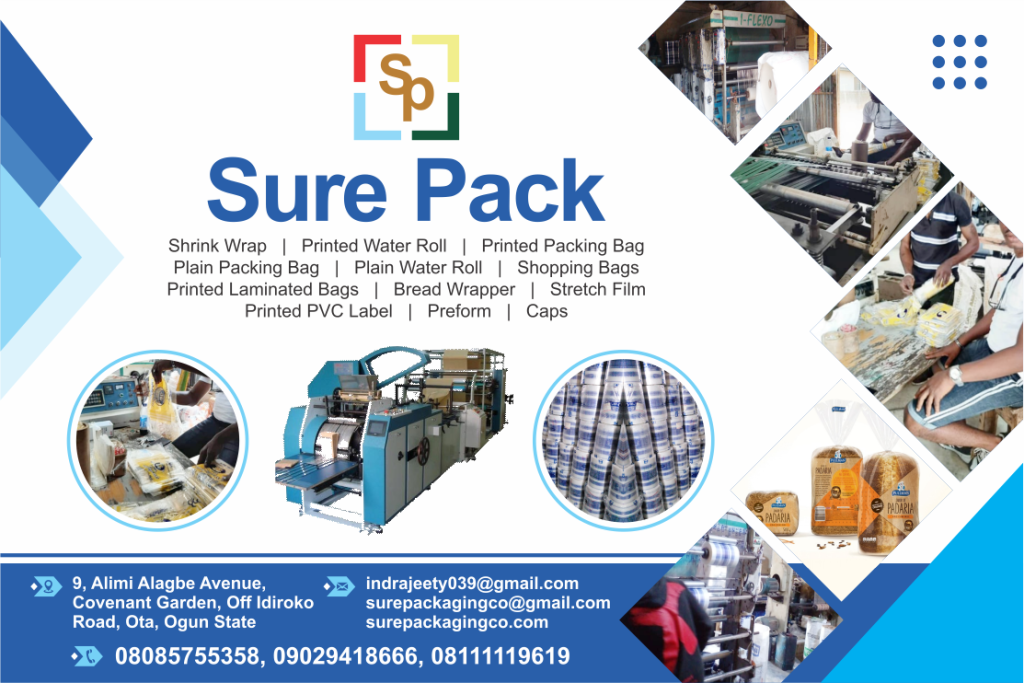 I-FLEXO
Sp
Sure Pack
Shrink Wrap | Printed Water Roll | Printed Packing Bag
Plain Packing Bag | Plain Water Roll | Shopping Bags
Printed Laminated Bags | Bread Wrapper | Stretch Film
Printed PVC Label | Preform | Caps
PADARIA
PADARIA
PADARIA
9, Alimi Alagbe Avenue,
Covenant Garden, Off Idiroko
Road, Ota, Ogun State
indrajeety039@gmail.com
surepackagingco@gmail.com
surepackagingco.com
08085755358, 09029418666, 08111119619